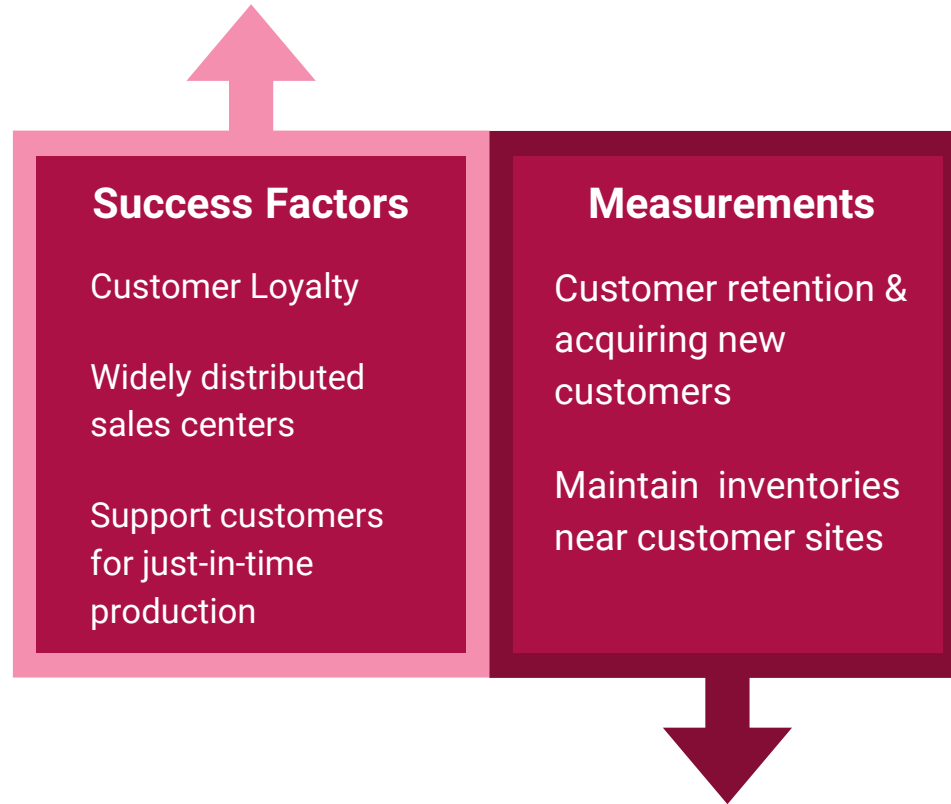 Success Factors
Customer Loyalty
Widely distributed
sales centers
Support customers
for just-in-time
production
Measurements
Customer retention &
acquiring new
customers
Maintain  inventories
near customer sites